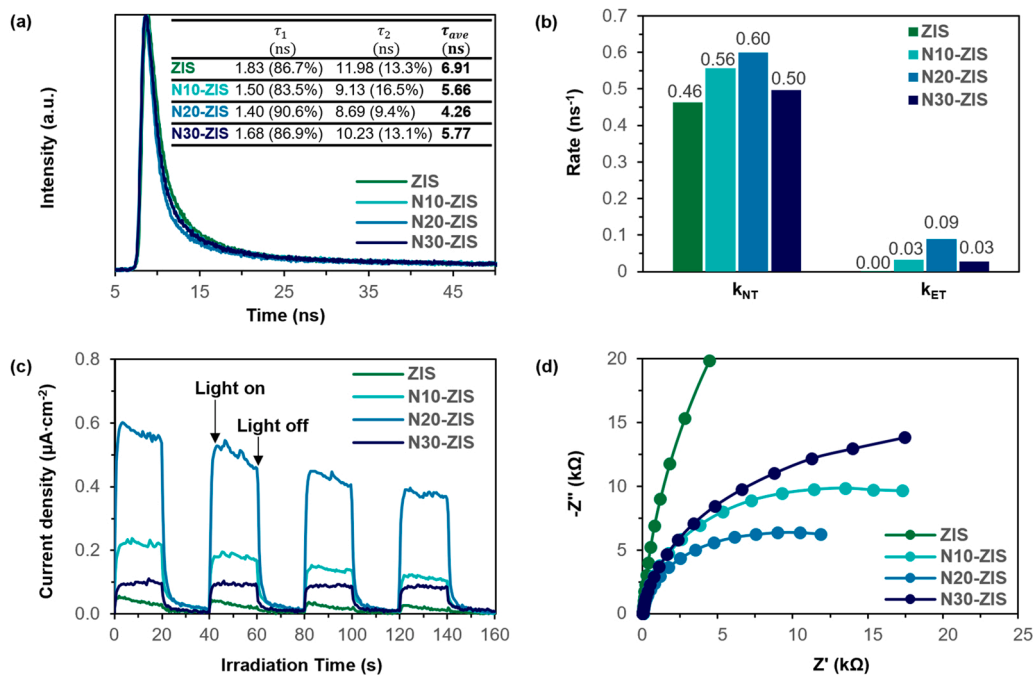 (a)
τ1 τ2 τave
(ns) (ns) (ns)
ZIS 1.83 (86.7%) 11.98 (13.3%) 6.91
N10-ZIS 1.50 (83.5%) 9.13 (16.5%) 5.66
N20-ZIS 1.40 (90.6%) 8.69 (9.4%) 4.26
N30-ZIS 1.68 (86.9%) 10.23 (13.1%) 5.77
ZIS
N10-ZIS
N20-ZIS
N30-ZIS
Intensity (a.u.)
5 15 25 35 45
Time (ns)
(b)
ZIS
N10-ZIS
N20-ZIS
N30-ZIS
0.7
0.6
0.5
0.4
0.3
0.2
0.1
0
Rate (ns-1)
0.46 0.56 0.60 0.50
0.00 0.03 0.09 0.03
kNT kET
(c)
ZIS
N10-ZIS
N20-ZIS
N30-ZIS
Light on
Light off
0.8
0.6
0.4
0.2
0.0
Current density (µA·cm-2)
0 20 40 60 80 100 120 140 160
Irradiation Time (s)
(d)
20
15
10
5
0
-Z'' (kΩ)
ZIS
N10-ZIS
N20-ZIS
N30-ZIS
0 5 10 15 20 25
Z' (kΩ)